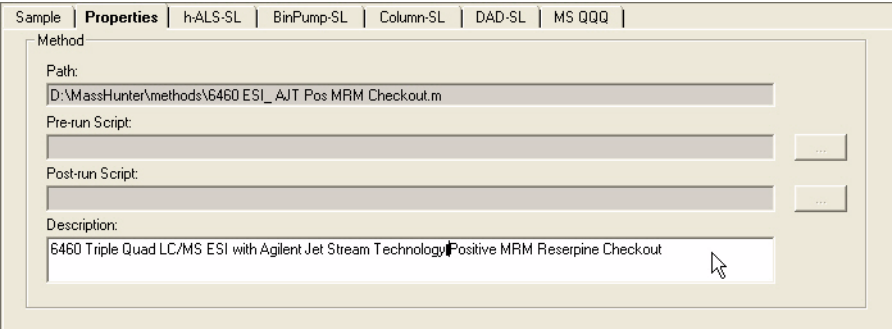 Sample Properties h-ALS-SL BinPump-SL Column-SL DAD-SL MS QQQ
Method
Path:
D:\MassHunter\methods\6460 ESI_ AJT Pos MRM Checkout.m
Pre-run Script:
...
Post-run Script:
...
Description:
6460 Triple Quad LC/MS ESI with Agilent Jet Stream Technology Positive MRM Reserpine Checkout